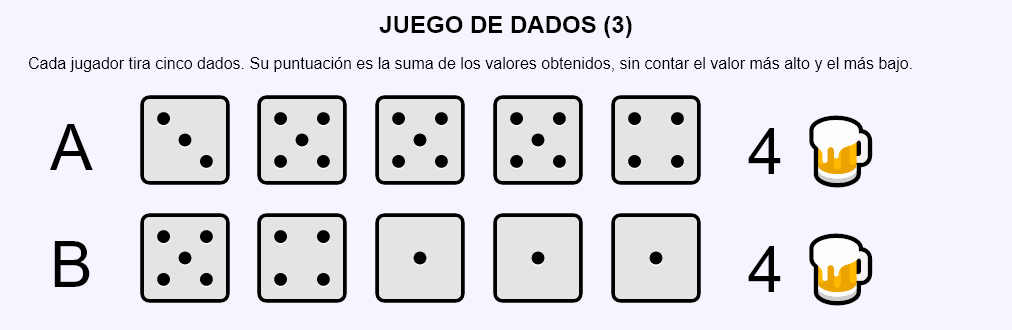 JUEGO DE DADOS (3)
Cada jugador tira cinco dados. Su puntuación es la suma de los valores obtenidos, sin contar el valor más alto y el más bajo.
A 4
B 4